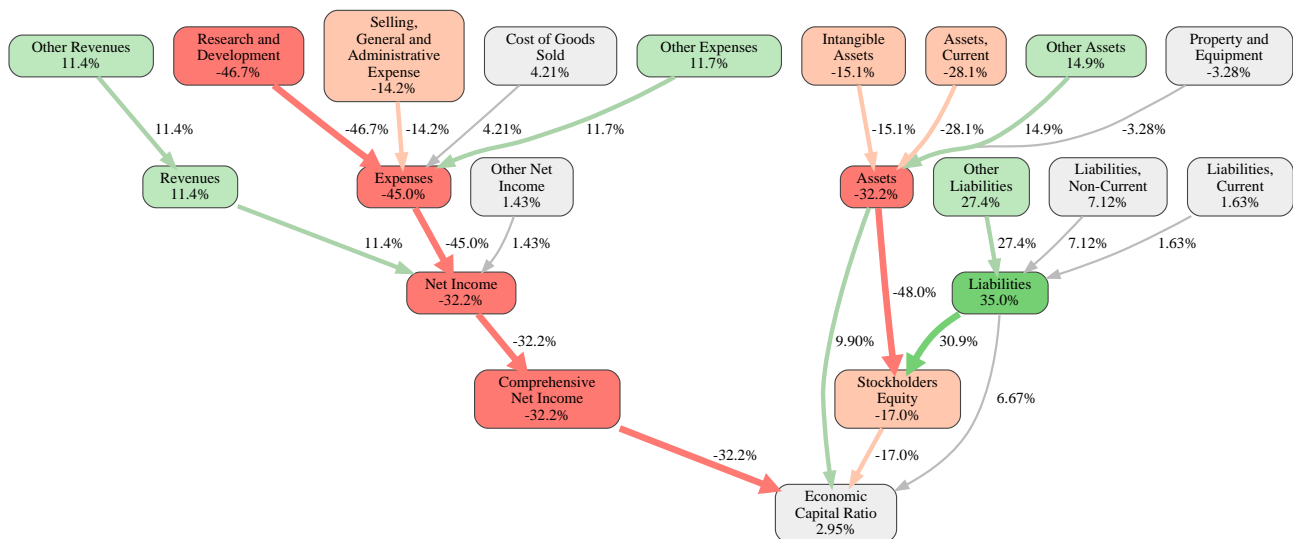 Other Revenues
11.4%
Research and
Development
-46.7%
Selling,
General and
Administrative
Expense
-14.2%
Cost of Goods
Sold
4.21%
Other Expenses
11.7%
Intangible
Assets
-15.1%
Assets,
Current
-28.1%
Other Assets
14.9%
Property and
Equipment
-3.28%
11.4%
-46.7%
-14.2%
4.21%
11.7%
-15.1%
-28.1%
14.9%
-3.28%
Revenues
11.4%
Expenses
-45.0%
Other Net
Income
1.43%
Assets
-32.2%
Other
Liabilities
27.4%
Liabilities,
Non-Current
7.12%
Liabilities,
Current
1.63%
11.4%
-45.0%
1.43%
27.4%
7.12%
1.63%
Net Income
-32.2%
-48.0%
Liabilities
35.0%
-32.2%
9.90%
30.9%
Comprehensive
Net Income
-32.2%
Stockholders
Equity
-17.0%
6.67%
-32.2%
-17.0%
Economic
Capital Ratio
2.95%